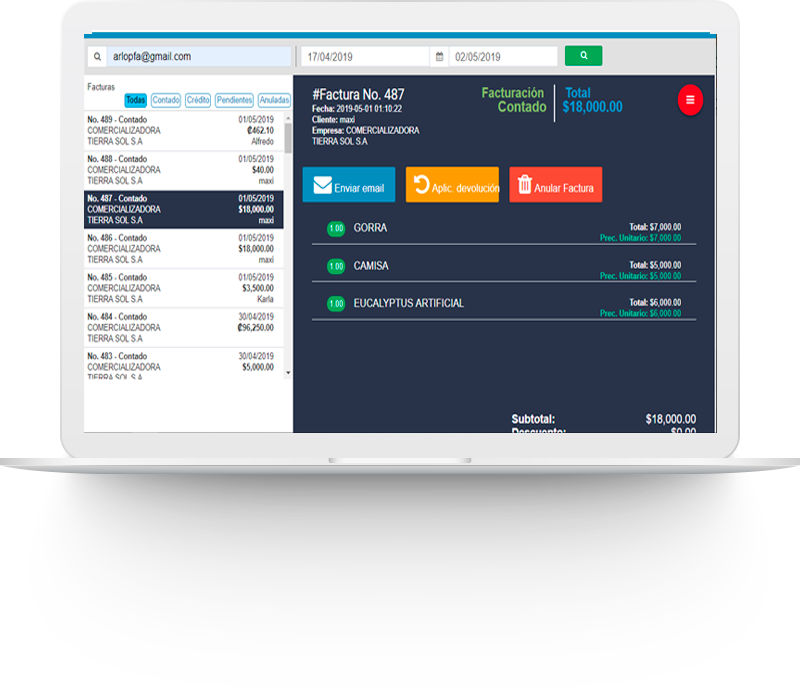 arlopfa@gmail.com
17/04/2019
02/05/2019
Facturas
Todas Contado Crédito Pendientes Anuladas
No. 489 - Contado 01/05/2019
COMERCIALIZADORA ₡462.10
TIERRA SOL S.A Alfredo
No. 488 - Contado 01/05/2019
COMERCIALIZADORA $40.00
TIERRA SOL S.A maxi
No. 487 - Contado 01/05/2019
COMERCIALIZADORA $18,000.00
TIERRA SOL S.A maxi
No. 486 - Contado 01/05/2019
COMERCIALIZADORA $18,000.00
TIERRA SOL S.A maxi
No. 485 - Contado 01/05/2019
COMERCIALIZADORA $3,500.00
TIERRA SOL S.A Karla
No. 484 - Contado 30/04/2019
COMERCIALIZADORA ₡96,250.00
TIERRA SOL S.A
No. 483 - Contado 30/04/2019
COMERCIALIZADORA $5,000.00
TIERRA SOL S.A
#Factura No. 487
Fecha: 2019-05-01 01:10:22
Cliente: maxi
Empresa: COMERCIALIZADORA
TIERRA SOL S.A
Facturación
Contado
Total
$18,000.00
Enviar email
Aplic. devolución
Anular Factura
1.00 GORRA Total: $7,000.00
Prec. Unitario: $7,000.00
1.00 CAMISA Total: $5,000.00
Prec. Unitario: $5,000.00
1.00 EUCALYPTUS ARTIFICIAL Total: $6,000.00
Prec. Unitario: $6,000.00
Subtotal: $18,000.00
Descuento: $0.00